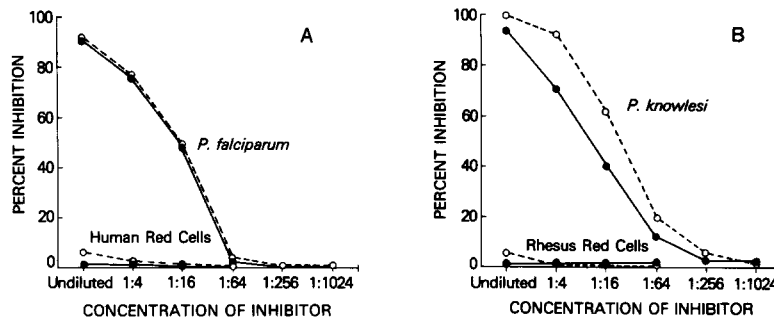 A
PERCENT INHIBITION
100
80
60
40
20
0
P. falciparum
Human Red Cells
Undiluted 1:4 1:16 1:64 1:256 1:1024
CONCENTRATION OF INHIBITOR
B
PERCENT INHIBITION
100
80
60
40
20
0
P. knowlesi
Rhesus Red Cells
Undiluted 1:4 1:16 1:64 1:256 1:1024
CONCENTRATION OF INHIBITOR